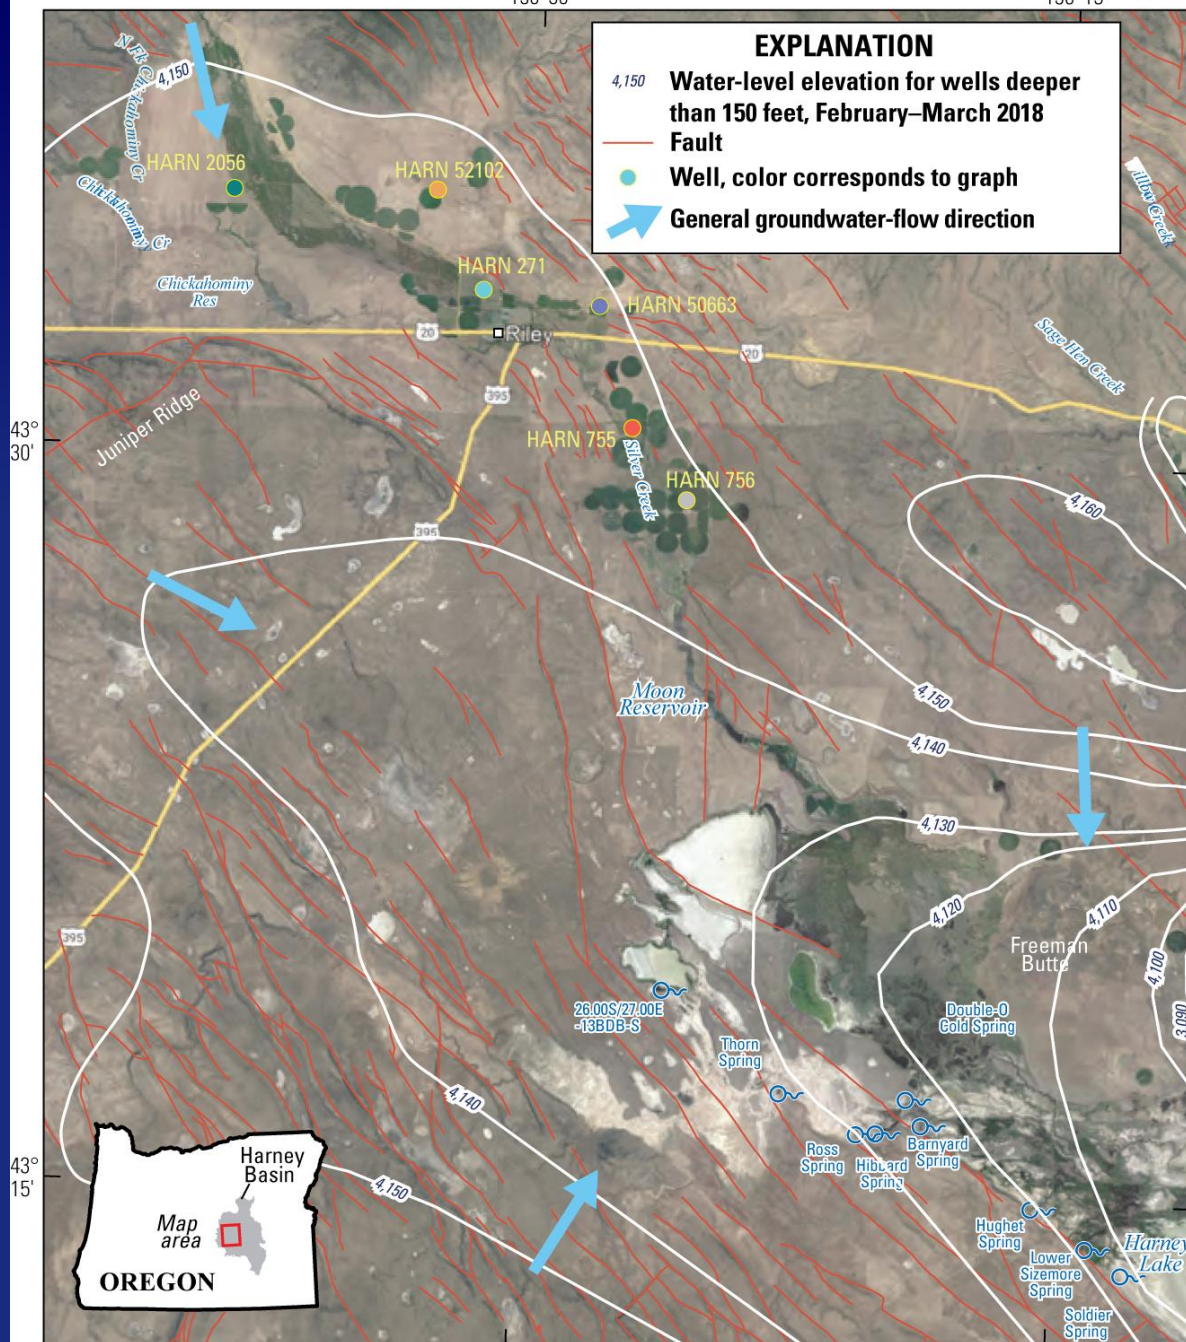 EXPLANATION
4,150 Water-level elevation for wells deeper
than 150 feet, February–March 2018
Fault
Well, color corresponds to graph
General groundwater-flow direction
N Fk Chickahominy Cr
4,150
HARN 2056
HARN 52102
Chickahominy Cr
Chickahominy
Res
HARN 271
HARN 50663
20
Riley
20
395
Sage Hen Creek
Juniper Ridge
43°
30'
HARN 755
Silver Creek
HARN 756
4,160
395
Moon
Reservoir
4,150
4,140
4,130
4,120
4,110
4,100
3,090
395
Freeman
Butte
26.00S/27.00E
-13BDB-S
Double-O
Cold Spring
Thorn
Spring
4,140
Ross
Spring
Hibbard
Spring
Barnyard
Spring
43°
15'
4,150
Hughet
Spring
Lower
Sizemore
Spring
Harney
Lake
Soldier
Spring
Harney
Basin
Map
area
OREGON